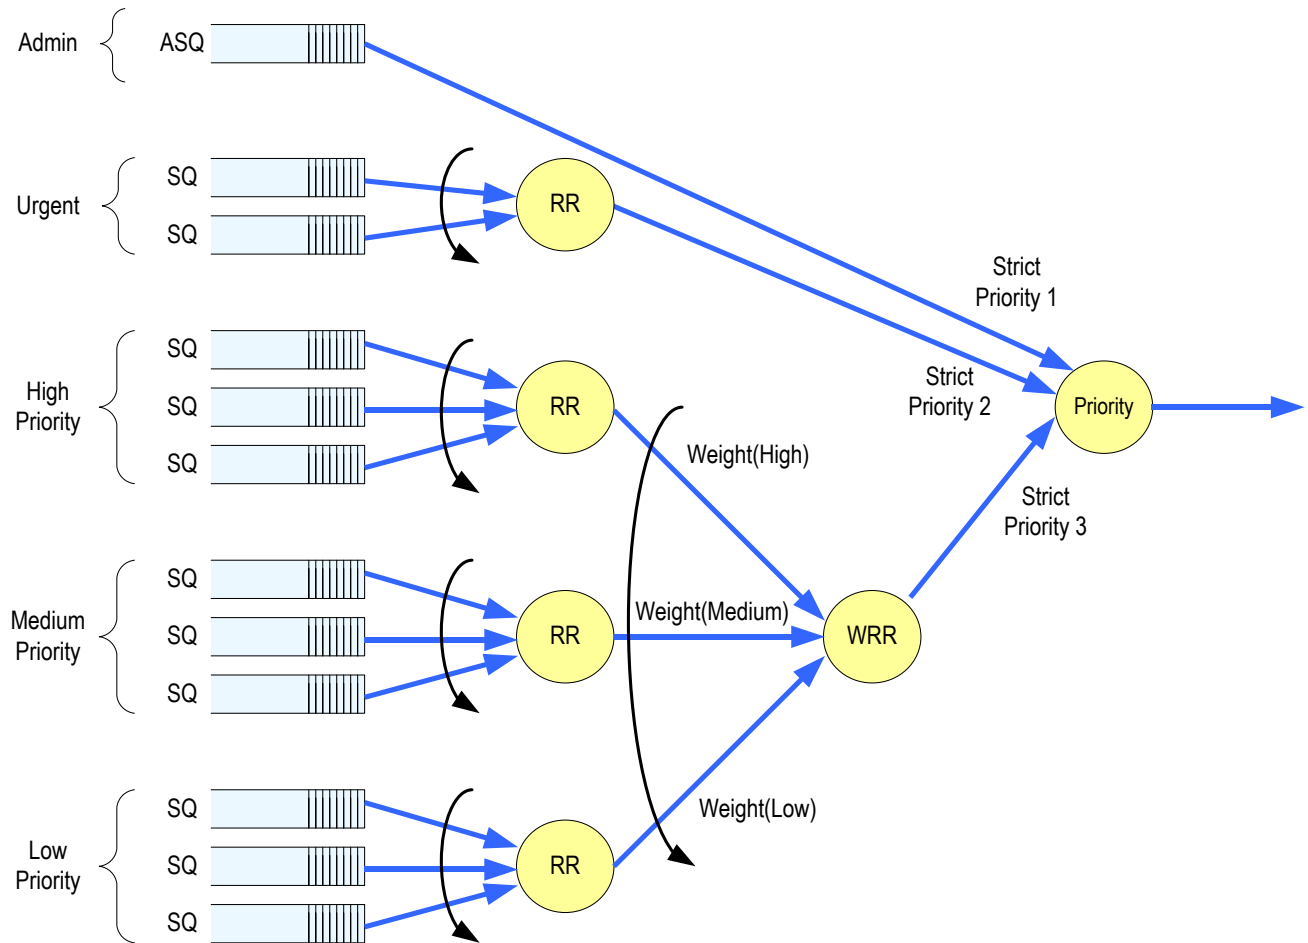 Admin
ASQ
Urgent
SQ
SQ
RR
Strict
Priority 1
High
Priority
SQ
SQ
SQ
RR
Strict
Priority 2
Priority
Weight(High)
Strict
Priority 3
Medium
Priority
SQ
SQ
SQ
RR
Weight(Medium)
WRR
Low
Priority
SQ
SQ
SQ
RR
Weight(Low)